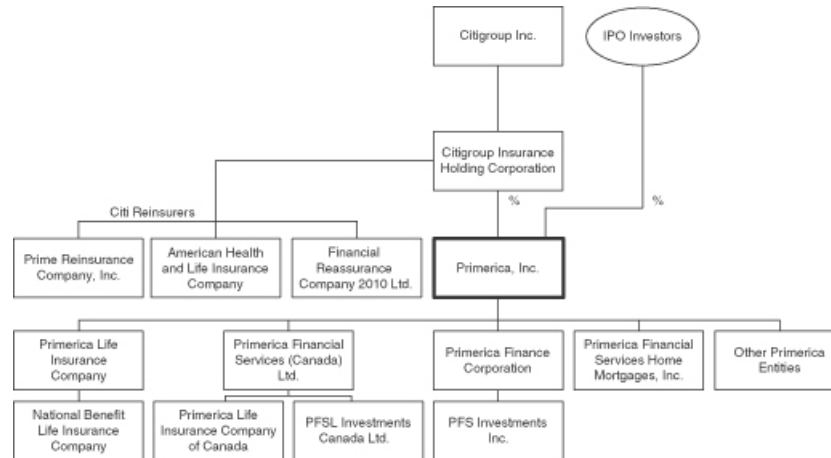 Citigroup Inc.
IPO Investors
Citigroup Insurance
Holding Corporation
%
%
Citi Reinsurers
Prime Reinsurance
Company, Inc.
American Health
and Life Insurance
Company
Financial
Reassurance
Company 2010 Ltd.
Primerica, Inc.
Primerica Life
Insurance
Company
Primerica Financial
Services (Canada)
Ltd.
Primerica Finance
Corporation
Primerica Financial
Services Home
Mortgages, Inc.
Other Primerica
Entities
National Benefit
Life Insurance
Company
Primerica Life
Insurance Company
of Canada
PFSL Investments
Canada Ltd.
PFS Investments
Inc.